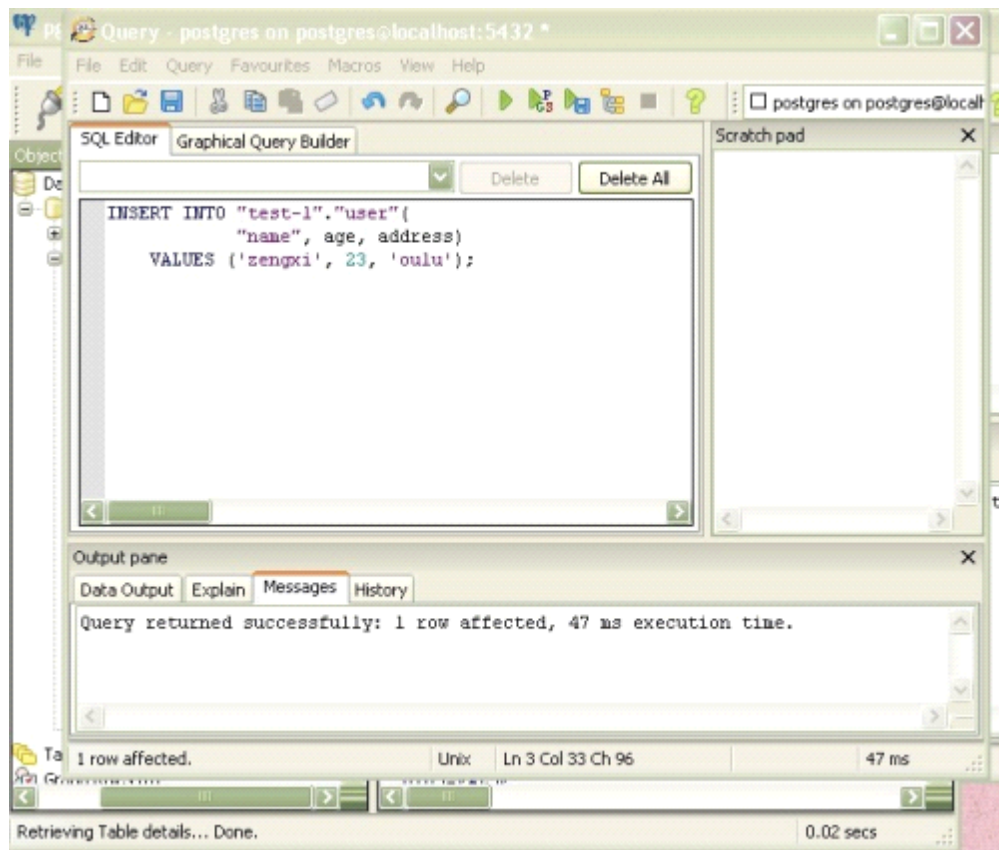 Query - postgres on postgres@localhost:5432 *
File
File Edit Query Favourites Macros View Help
postgres on postgres@localh
SQL Editor Graphical Query Builder
Scratch pad
Object
Delete Delete All
Da
INSERT INTO "test-1"."user"(
"name", age, address)
VALUES ('zengxi', 23, 'oulu');
Output pane
Data Output Explain Messages History
Query returned successfully: 1 row affected, 47 ms execution time.
Ta
1 row affected. Unix Ln 3 Col 33 Ch 96 47 ms
Retrieving Table details... Done. 0.02 secs